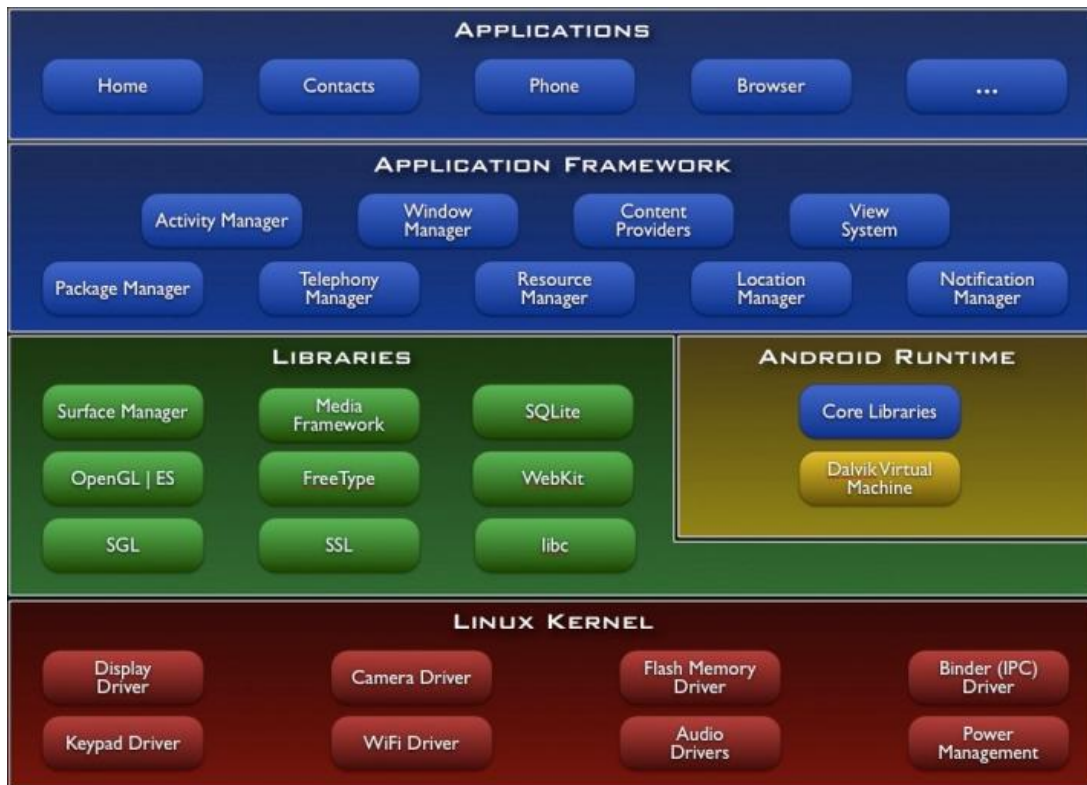 APPLICATIONS
Home
Contacts
Phone
Browser
...
APPLICATION FRAMEWORK
Activity Manager
Window
Manager
Content
Providers
View
System
Package Manager
Telephony
Manager
Resource
Manager
Location
Manager
Notification
Manager
LIBRARIES
Surface Manager
Media
Framework
SQLite
OpenGL | ES
FreeType
WebKit
SGL
SSL
libc
ANDROID RUNTIME
Core Libraries
Dalvik Virtual
Machine
LINUX KERNEL
Display
Driver
Camera Driver
Flash Memory
Driver
Binder (IPC)
Driver
Keypad Driver
WiFi Driver
Audio
Drivers
Power
Management